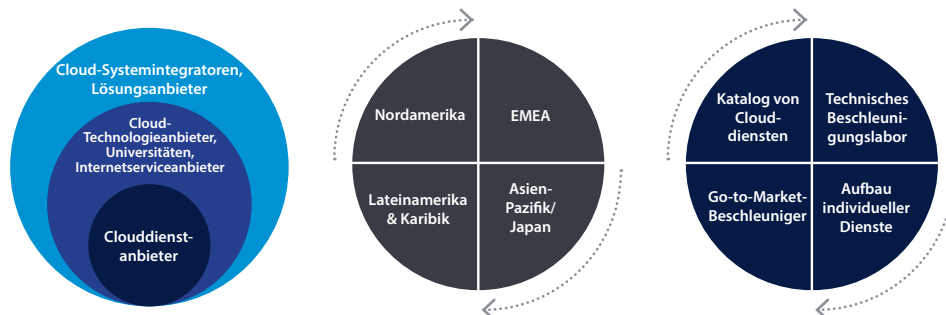 Cloud-Systemintegratoren,
Lösungsanbieter
Cloud-
Technologieanbieter,
Universitäten,
Internetserviceanbieter
Clouddienst-
anbieter
Nordamerika
EMEA
Lateinamerika
& Karibik
Asien-
Pazifik/
Japan
Katalog von
Cloud-
diensten
Technisches
Beschleuni-
gungslabor
Go-to-Market-
Beschleuniger
Aufbau
individueller
Dienste